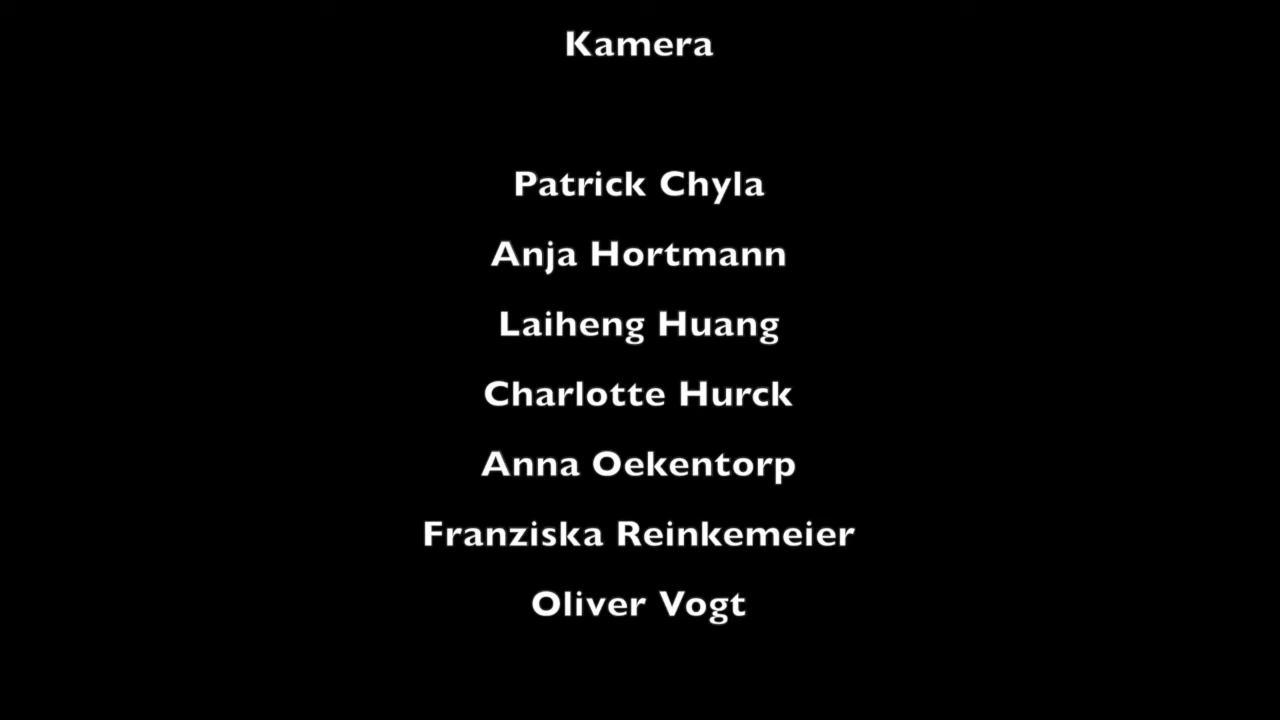 Kamera
Patrick Chyla
Anja Hortmann
Laiheng Huang
Charlotte Hurck
Anna Oekentorp
Franziska Reinkemeier
Oliver Vogt